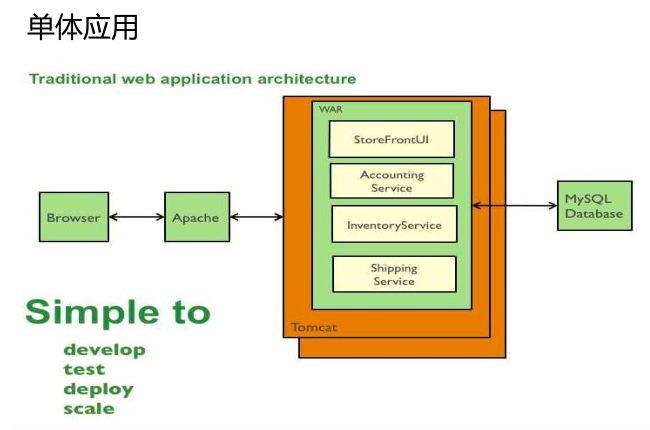 单体应用
Traditional web application architecture
WAR
StoreFrontUI
Accounting
Service
InventoryService
Shipping
Service
Tomcat
Browser
Apache
MySQL
Database
Simple to
develop
test
deploy
scale